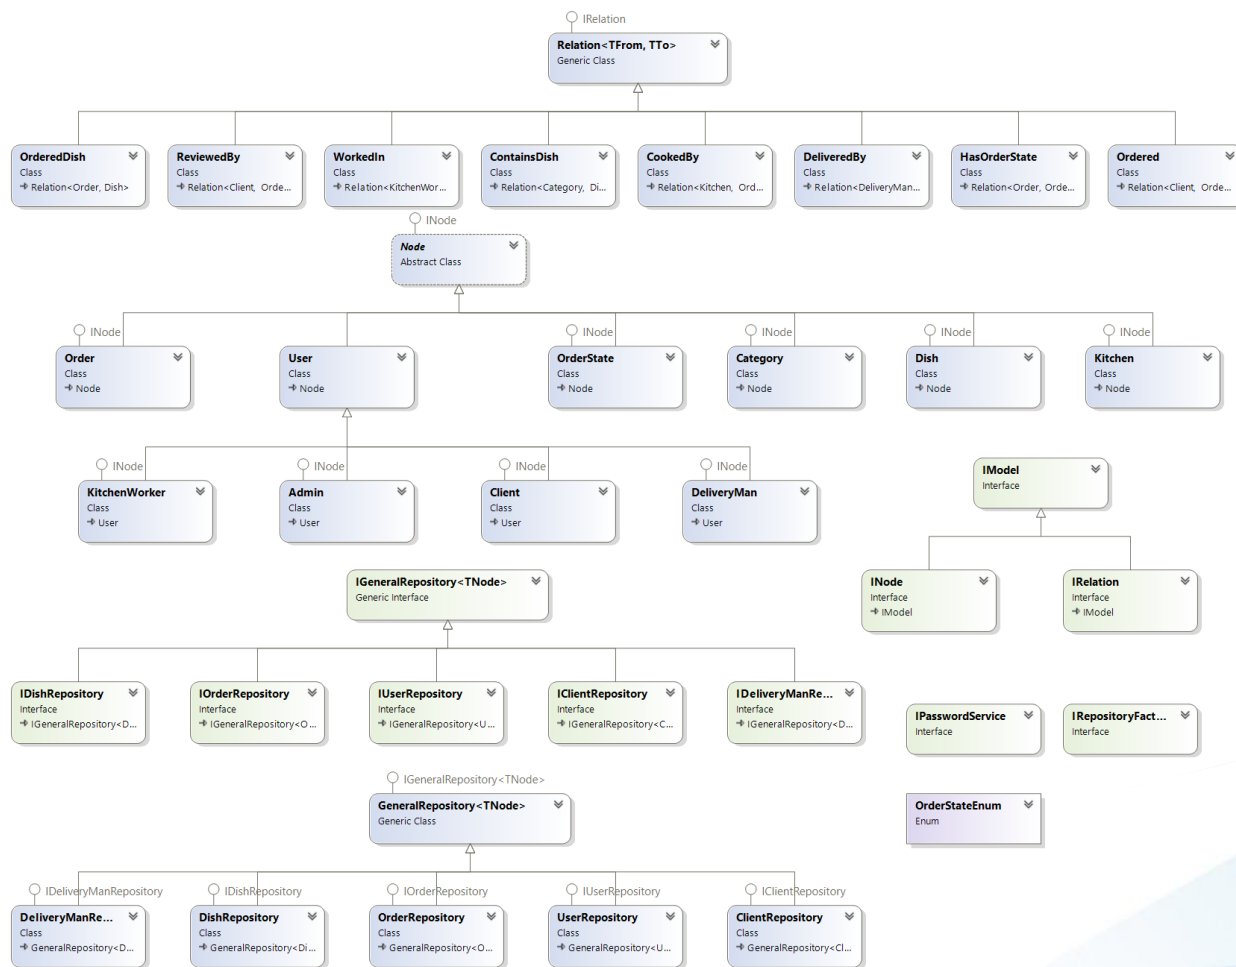 IRelation
Relation<TFrom, TTo>
Generic Class
OrderedDish
Class
Relation<Order, Dish>
ReviewedBy
Class
Relation<Client, Orde...
WorkedIn
Class
Relation<KitchenWor...
ContainsDish
Class
Relation<Category, Di...
CookedBy
Class
Relation<Kitchen, Ord...
DeliveredBy
Class
Relation<DeliveryMan...
HasOrderState
Class
Relation<Order, Orde...
Ordered
Class
Relation<Client, Orde...
INode
Node
Abstract Class
INode
Order
Class
Node
User
Class
Node
INode
OrderState
Class
Node
INode
Category
Class
Node
INode
Dish
Class
Node
INode
Kitchen
Class
Node
INode
KitchenWorker
Class
User
INode
Admin
Class
User
INode
Client
Class
User
INode
DeliveryMan
Class
User
IModel
Interface
INode
Interface
IModel
IRelation
Interface
IModel
IGeneralRepository<TNode>
Generic Interface
IDishRepository
Interface
IGeneralRepository<D...
IOrderRepository
Interface
IGeneralRepository<O...
IUserRepository
Interface
IGeneralRepository<U...
IClientRepository
Interface
IGeneralRepository<C...
IDeliveryManRe...
Interface
IGeneralRepository<D...
IPasswordService
Interface
IRepositoryFact...
Interface
IGeneralRepository<TNode>
GeneralRepository<TNode>
Generic Class
OrderStateEnum
Enum
IDeliveryManRepository
DeliveryManRe...
Class
GeneralRepository<D...
IDishRepository
DishRepository
Class
GeneralRepository<Di...
IOrderRepository
OrderRepository
Class
GeneralRepository<O...
IUserRepository
UserRepository
Class
GeneralRepository<U...
IClientRepository
ClientRepository
Class
GeneralRepository<Cl...